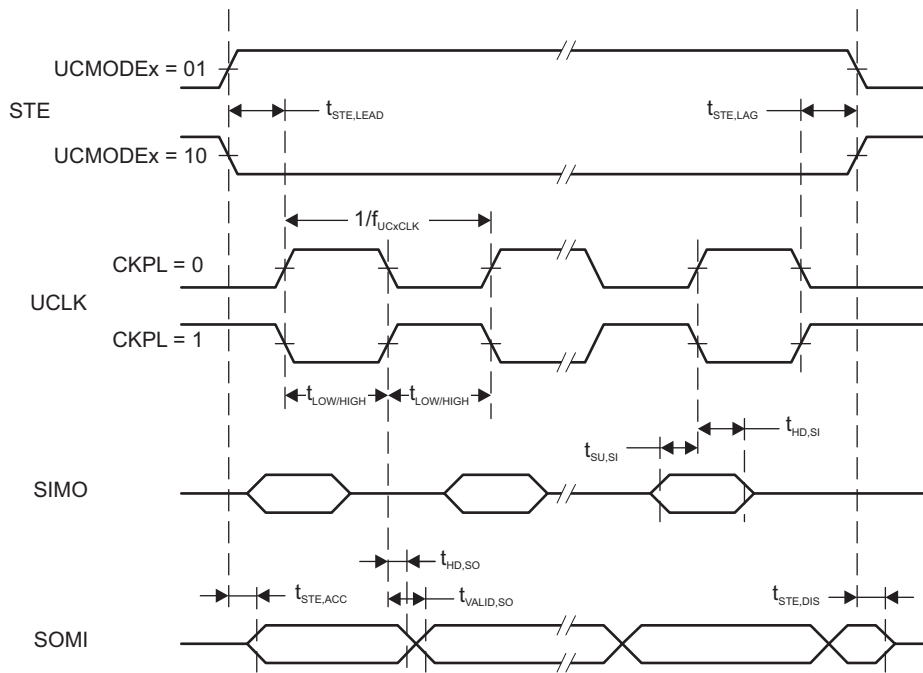 UCMODEx = 01
STE
t_STE,LEAD
t_STE,LAG
UCMODEx = 10
1/f_UCxCLK
CKPL = 0
UCLK
CKPL = 1
t_LOW/HIGH
t_LOW/HIGH
t_SU,SI
t_HD,SI
SIMO
t_HD,SO
t_STE,ACC
t_VALID,SO
t_STE,DIS
SOMI